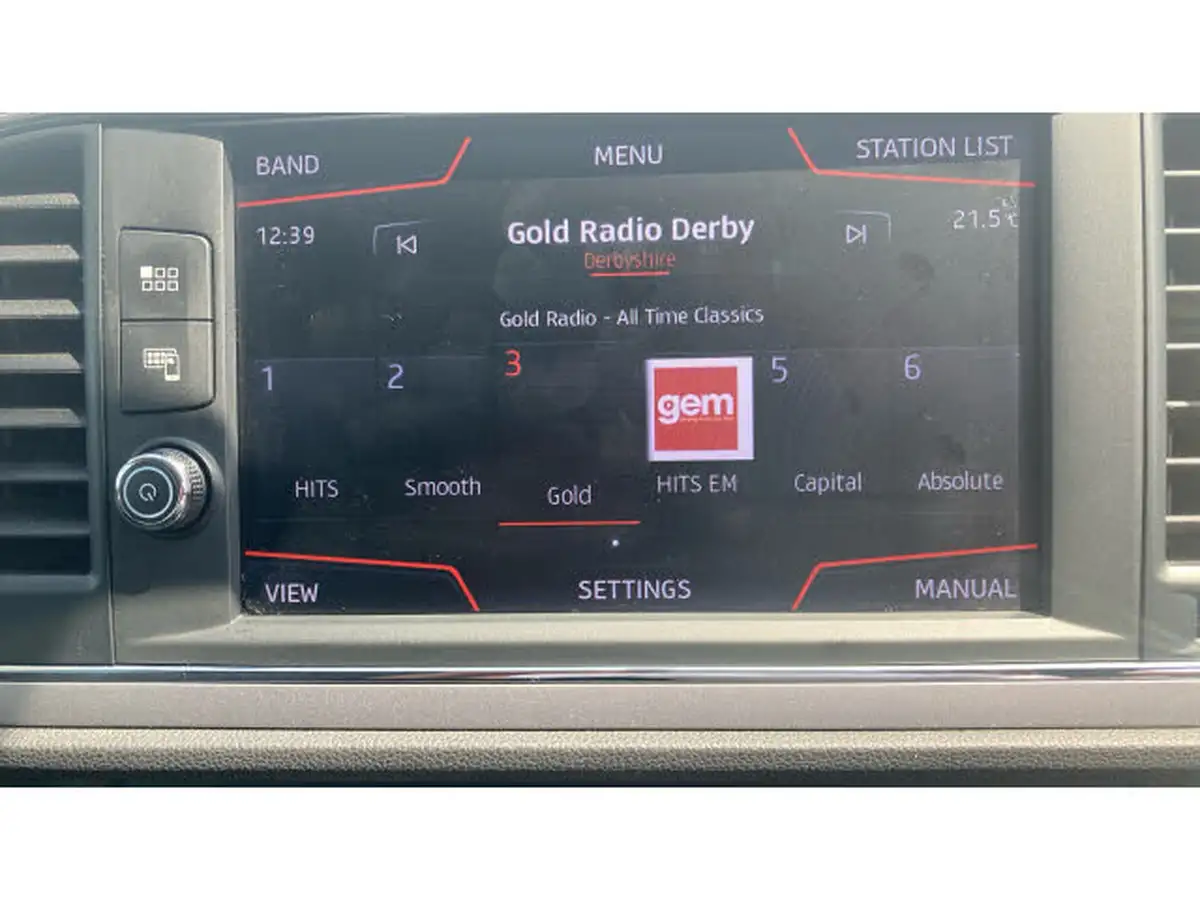 BAND MENU STATION LIST
12:39 Gold Radio Derby 21.5°C
Derbyshire
Gold Radio - All Time Classics
1 2 3 5 6
gem
HITS Smooth Gold HITS EM Capital Absolute
VIEW SETTINGS MANUAL